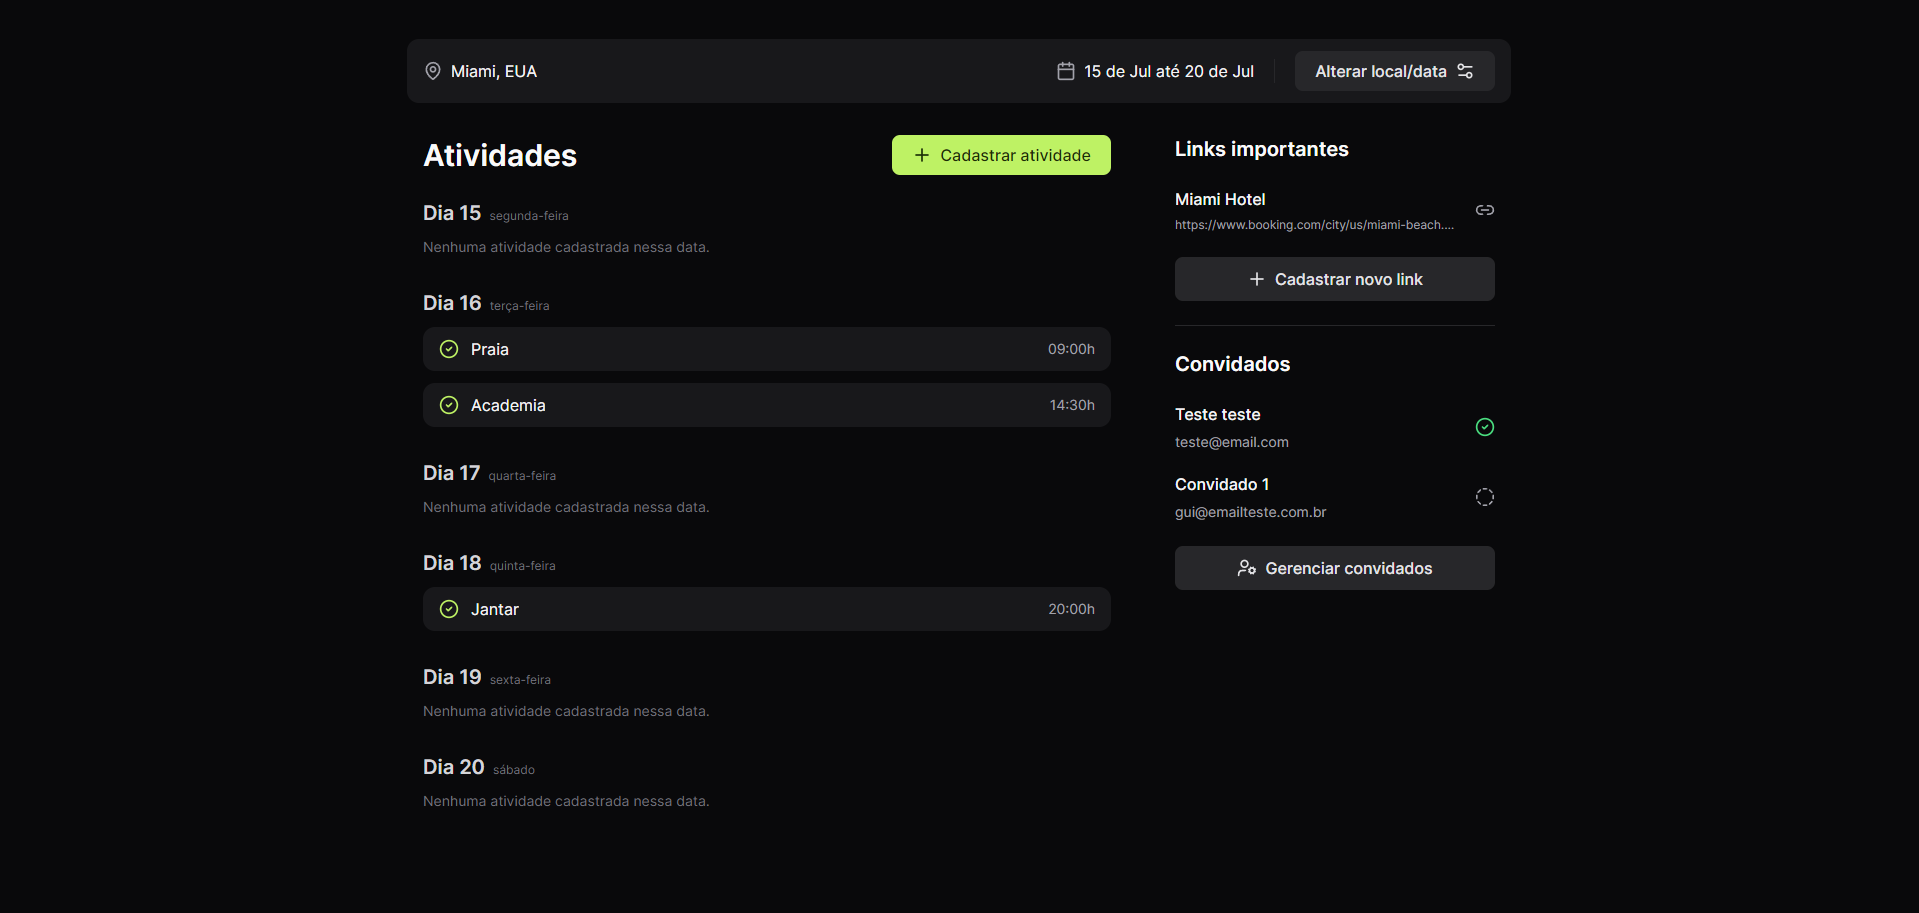 Miami, EUA
15 de Jul até 20 de Jul
Alterar local/data
Atividades
Cadastrar atividade
Dia 15 segunda-feira
Nenhuma atividade cadastrada nessa data.
Dia 16 terça-feira
Praia 09:00h
Academia 14:30h
Dia 17 quarta-feira
Nenhuma atividade cadastrada nessa data.
Dia 18 quinta-feira
Jantar 20:00h
Dia 19 sexta-feira
Nenhuma atividade cadastrada nessa data.
Dia 20 sábado
Nenhuma atividade cadastrada nessa data.
Links importantes
Miami Hotel
https://www.booking.com/city/us/miami-beach....
Cadastrar novo link
Convidados
Teste teste
teste@email.com
Convidado 1
gui@emailteste.com.br
Gerenciar convidados